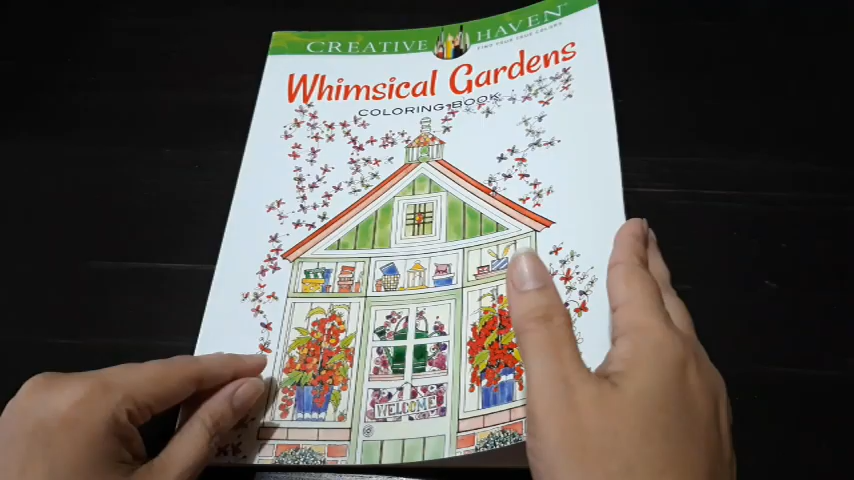 CREATIVE HAVEN
FIND YOUR TRUE COLORS
Whimsical Gardens
COLORING BOOK
WELCOME